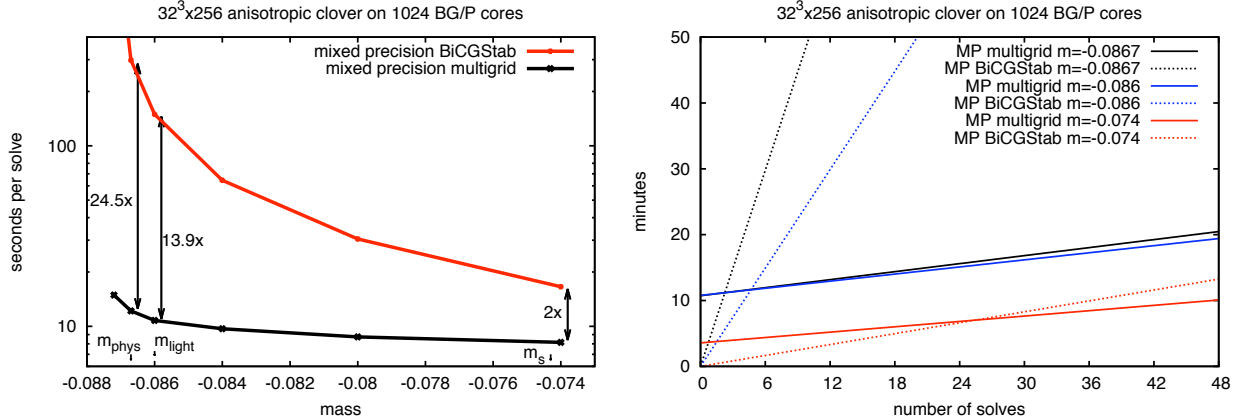 32³x256 anisotropic clover on 1024 BG/P cores
mixed precision BiCGStab
mixed precision multigrid
100
10
seconds per solve
24.5x
13.9x
2x
m_phys
m_light
m_s
-0.088 -0.086 -0.084 -0.082 -0.08 -0.078 -0.076 -0.074
mass
32³x256 anisotropic clover on 1024 BG/P cores
MP multigrid m=-0.0867
MP BiCGStab m=-0.0867
MP multigrid m=-0.086
MP BiCGStab m=-0.086
MP multigrid m=-0.074
MP BiCGStab m=-0.074
50
40
30
20
10
0
minutes
0 6 12 18 24 30 36 42 48
number of solves